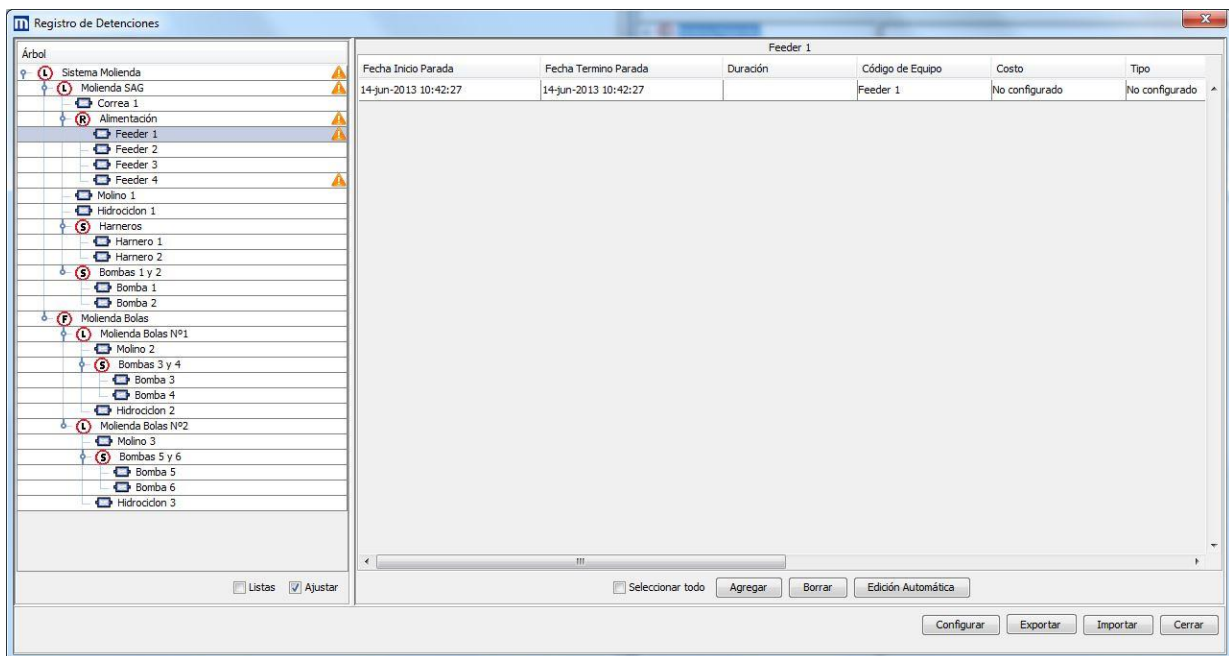 Registro de Detenciones
Árbol
Sistema Molienda
Molienda SAG
Correa 1
Alimentación
Feeder 1
Feeder 2
Feeder 3
Feeder 4
Molino 1
Hidrociclon 1
Harneros
Harnero 1
Harnero 2
Bombas 1 y 2
Bomba 1
Bomba 2
Molienda Bolas
Molienda Bolas Nº1
Molino 2
Bombas 3 y 4
Bomba 3
Bomba 4
Hidrociclon 2
Molienda Bolas Nº2
Molino 3
Bombas 5 y 6
Bomba 5
Bomba 6
Hidrociclon 3
Listas Ajustar
Feeder 1
Fecha Inicio Parada Fecha Termino Parada Duración Código de Equipo Costo Tipo
14-jun-2013 10:42:27 14-jun-2013 10:42:27 Feeder 1 No configurado No configurado
Seleccionar todo Agregar Borrar Edición Automática
Configurar Exportar Importar Cerrar